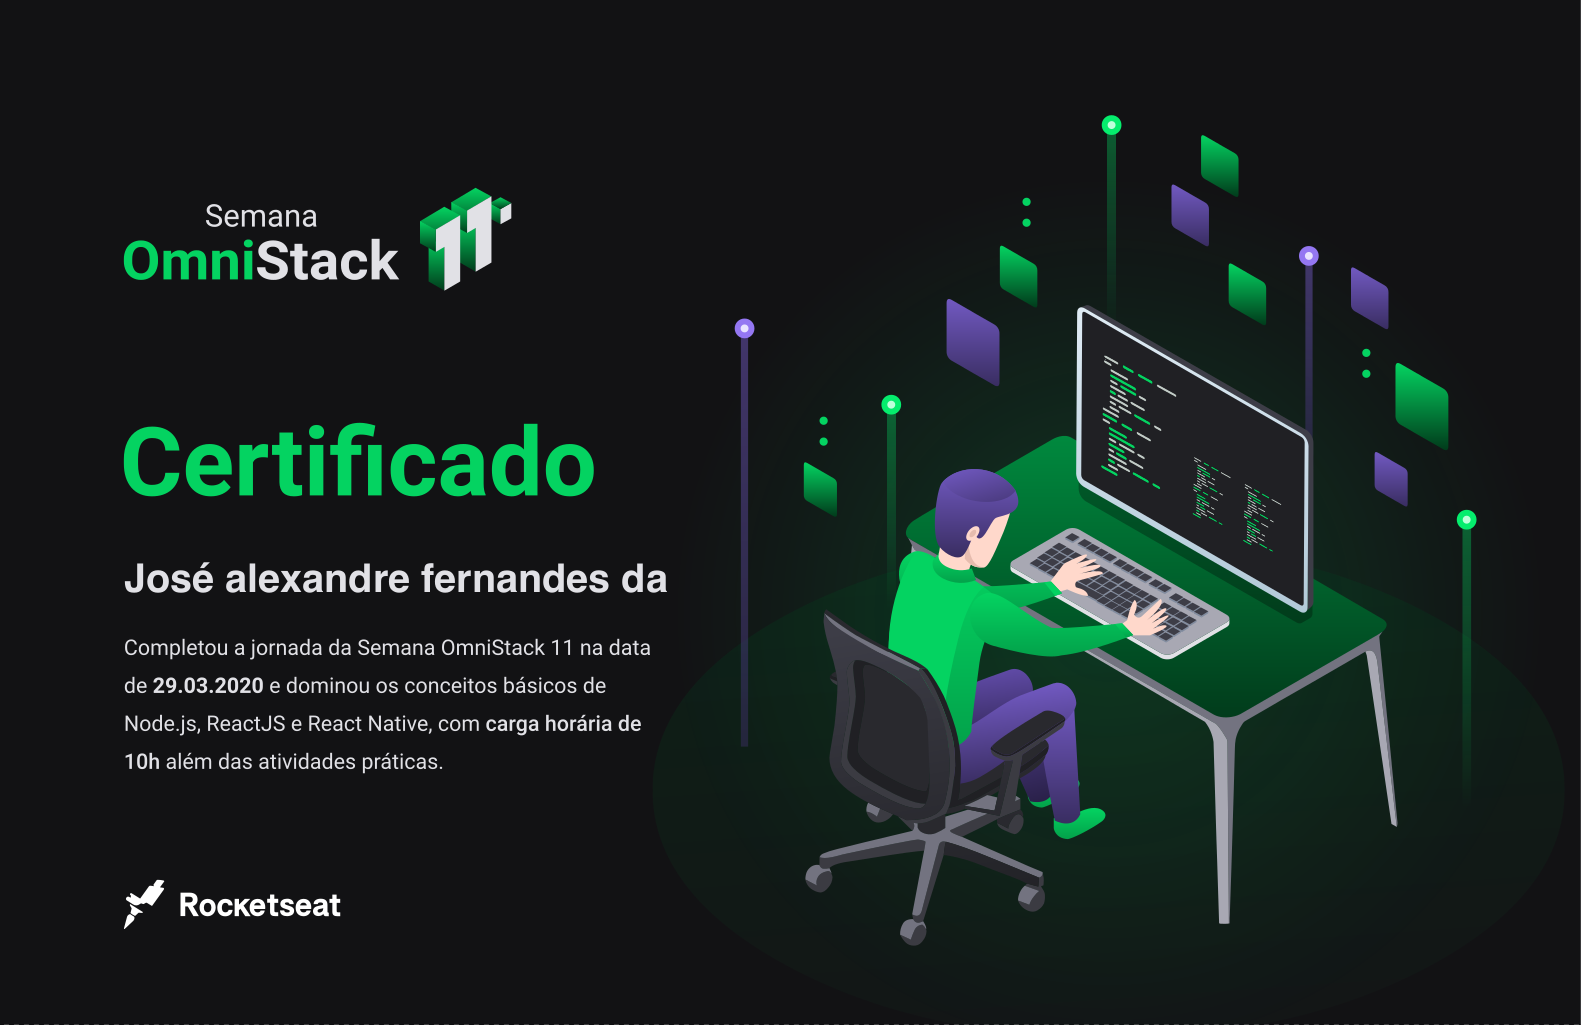 Semana
OmniStack 11
Certificado
José alexandre fernandes da
Completou a jornada da Semana OmniStack 11 na data
de 29.03.2020 e dominou os conceitos básicos de
Node.js, ReactJS e React Native, com carga horária de
10h além das atividades práticas.
Rocketseat